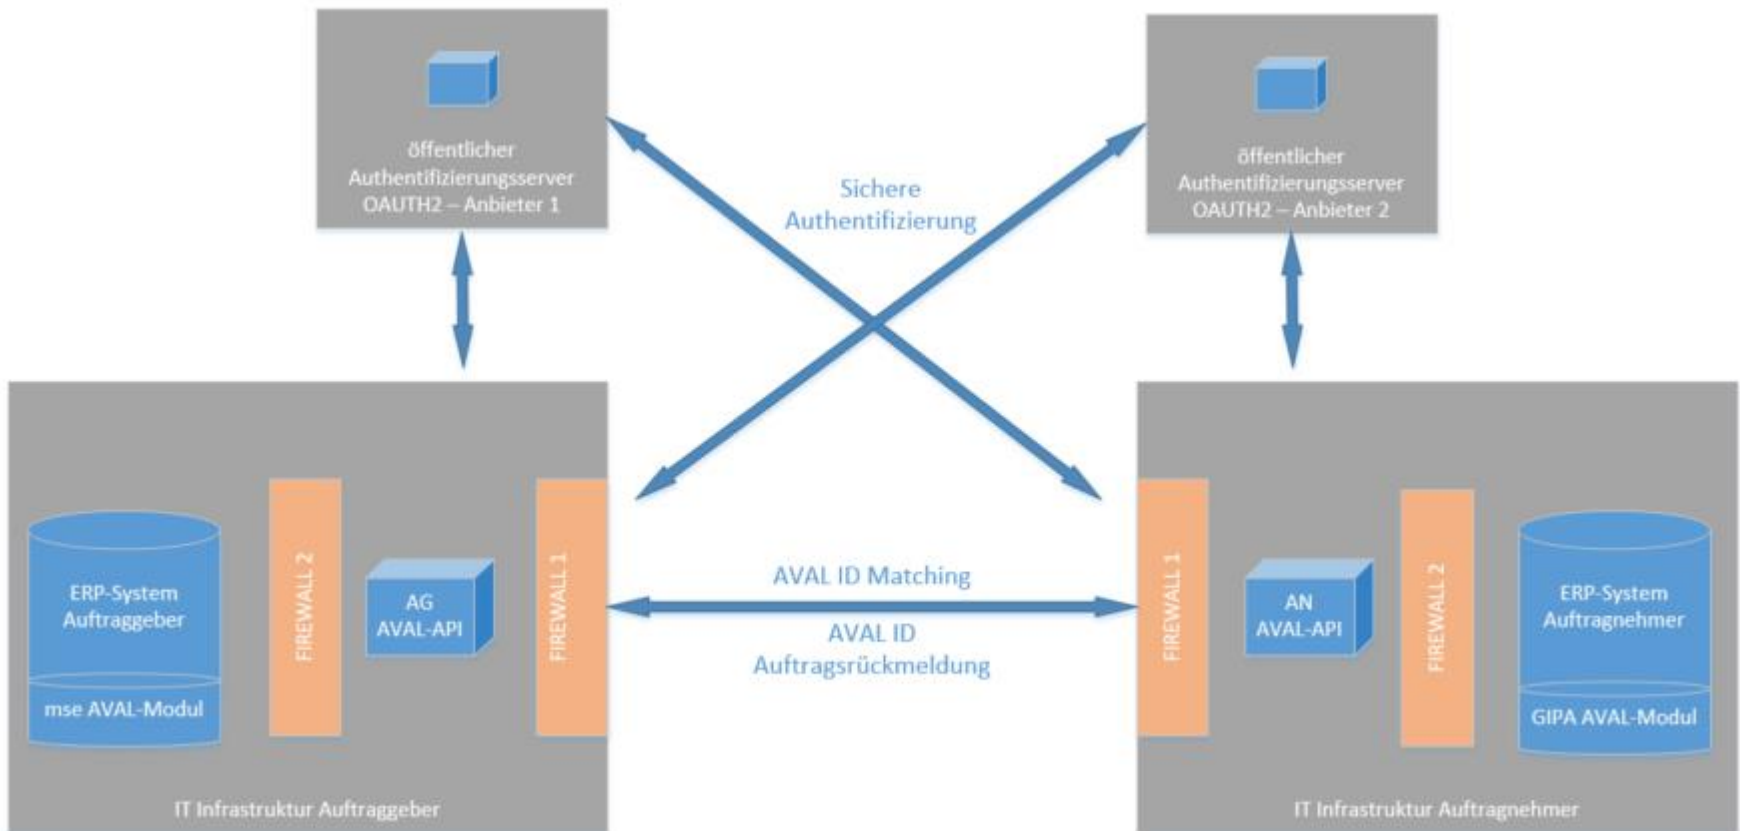 öffentlicher
Authentifizierungsserver
OAUTH2 – Anbieter 1
öffentlicher
Authentifizierungsserver
OAUTH2 – Anbieter 2
Sichere
Authentifizierung
ERP-System
Auftraggeber
mse AVAL-Modul
FIREWALL 2
AG
AVAL-API
FIREWALL 1
IT Infrastruktur Auftraggeber
AVAL ID Matching
AVAL ID
Auftragsrückmeldung
FIREWALL 1
AN
AVAL-API
FIREWALL 2
ERP-System
Auftragnehmer
GIPA AVAL-Modul
IT Infrastruktur Auftragnehmer